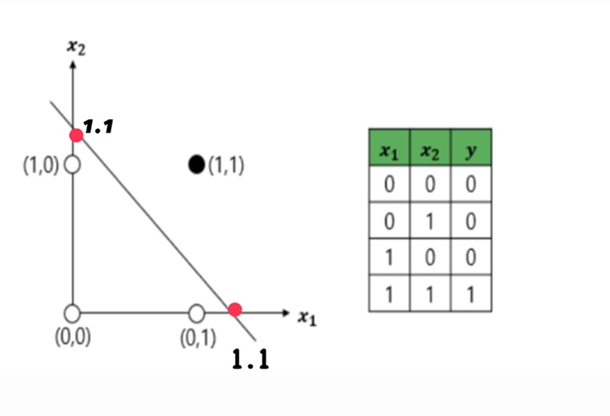 x₂
1.1
(1,0)
(1,1)
x₁
(0,0)
(0,1)
1.1
x₁ x₂ y
0 0 0
0 1 0
1 0 0
1 1 1